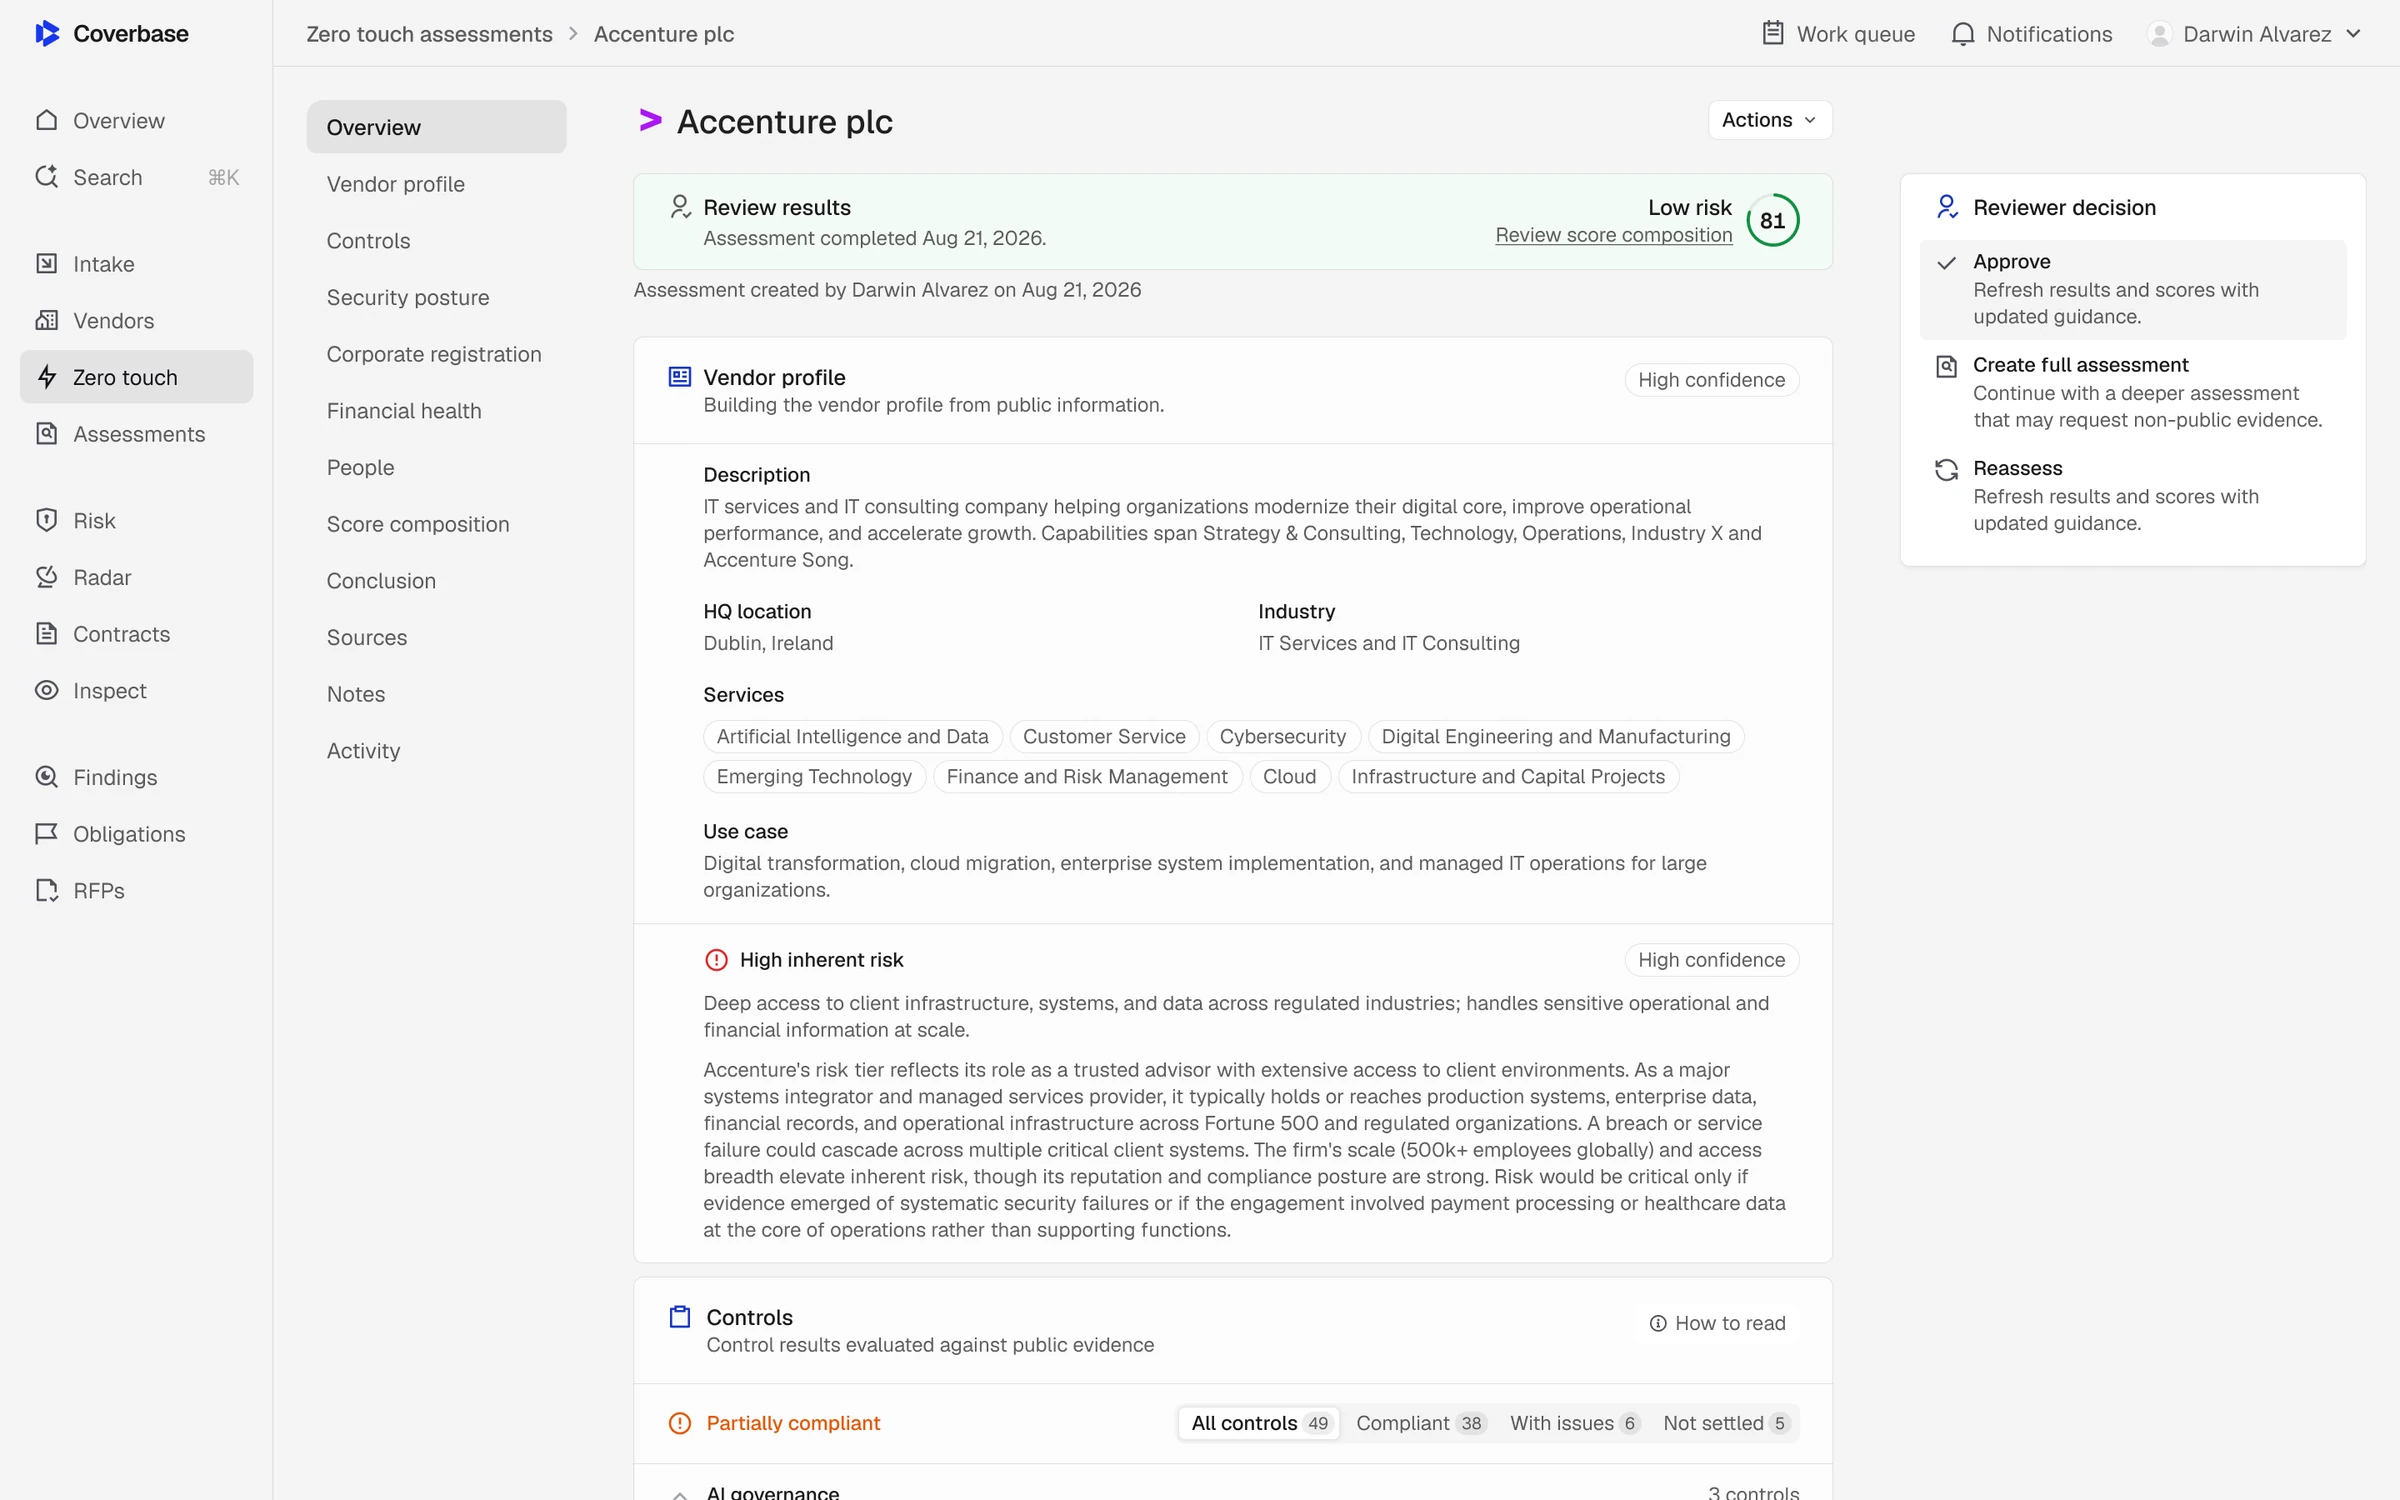 Coverbase
Overview
Search ⌘K
Intake
Vendors
Zero touch
Assessments
Risk
Radar
Contracts
Inspect
Findings
Obligations
RFPs
Zero touch assessments > Accenture plc
Work queue
Notifications
Darwin Alvarez
Overview
Vendor profile
Controls
Security posture
Corporate registration
Financial health
People
Score composition
Conclusion
Sources
Notes
Activity
> Accenture plc
Actions
Review results
Assessment completed Aug 21, 2026.
Low risk
Review score composition
81
Assessment created by Darwin Alvarez on Aug 21, 2026
Vendor profile
Building the vendor profile from public information.
High confidence
Description
IT services and IT consulting company helping organizations modernize their digital core, improve operational
performance, and accelerate growth. Capabilities span Strategy & Consulting, Technology, Operations, Industry X and
Accenture Song.
HQ location
Dublin, Ireland
Industry
IT Services and IT Consulting
Services
Artificial Intelligence and Data Customer Service Cybersecurity Digital Engineering and Manufacturing
Emerging Technology Finance and Risk Management Cloud Infrastructure and Capital Projects
Use case
Digital transformation, cloud migration, enterprise system implementation, and managed IT operations for large
organizations.
High inherent risk
High confidence
Deep access to client infrastructure, systems, and data across regulated industries; handles sensitive operational and
financial information at scale.
Accenture's risk tier reflects its role as a trusted advisor with extensive access to client environments. As a major
systems integrator and managed services provider, it typically holds or reaches production systems, enterprise data,
financial records, and operational infrastructure across Fortune 500 and regulated organizations. A breach or service
failure could cascade across multiple critical client systems. The firm's scale (500k+ employees globally) and access
breadth elevate inherent risk, though its reputation and compliance posture are strong. Risk would be critical only if
evidence emerged of systematic security failures or if the engagement involved payment processing or healthcare data
at the core of operations rather than supporting functions.
Controls
Control results evaluated against public evidence
How to read
Partially compliant
All controls 49 Compliant 38 With issues 6 Not settled 5
AI governance
3 controls
Reviewer decision
Approve
Refresh results and scores with
updated guidance.
Create full assessment
Continue with a deeper assessment
that may request non-public evidence.
Reassess
Refresh results and scores with
updated guidance.